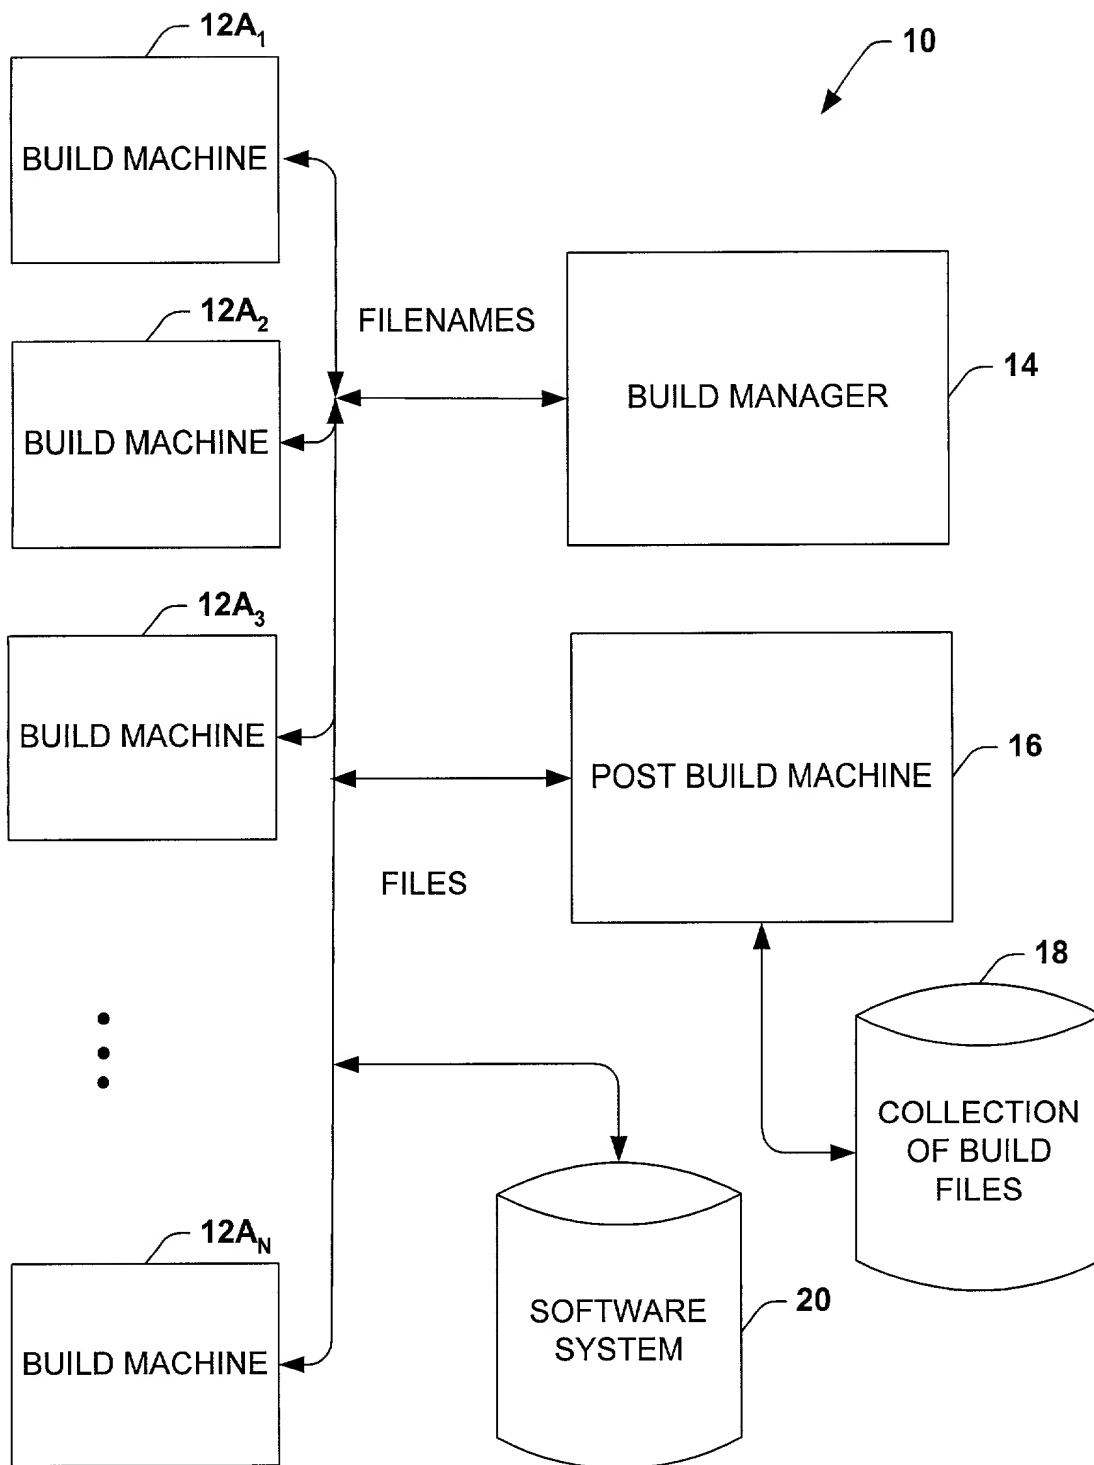 12A1
10
BUILD MACHINE
12A2
FILENAMES
14
BUILD MANAGER
BUILD MACHINE
12A3
BUILD MACHINE
16
POST BUILD MACHINE
FILES
18
COLLECTION
OF BUILD
FILES
12AN
BUILD MACHINE
20
SOFTWARE
SYSTEM